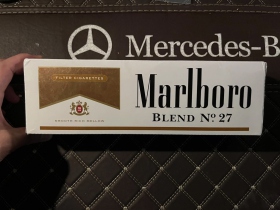 Mercedes-B
FILTER CIGARETTES
Marlboro
BLEND Nº 27